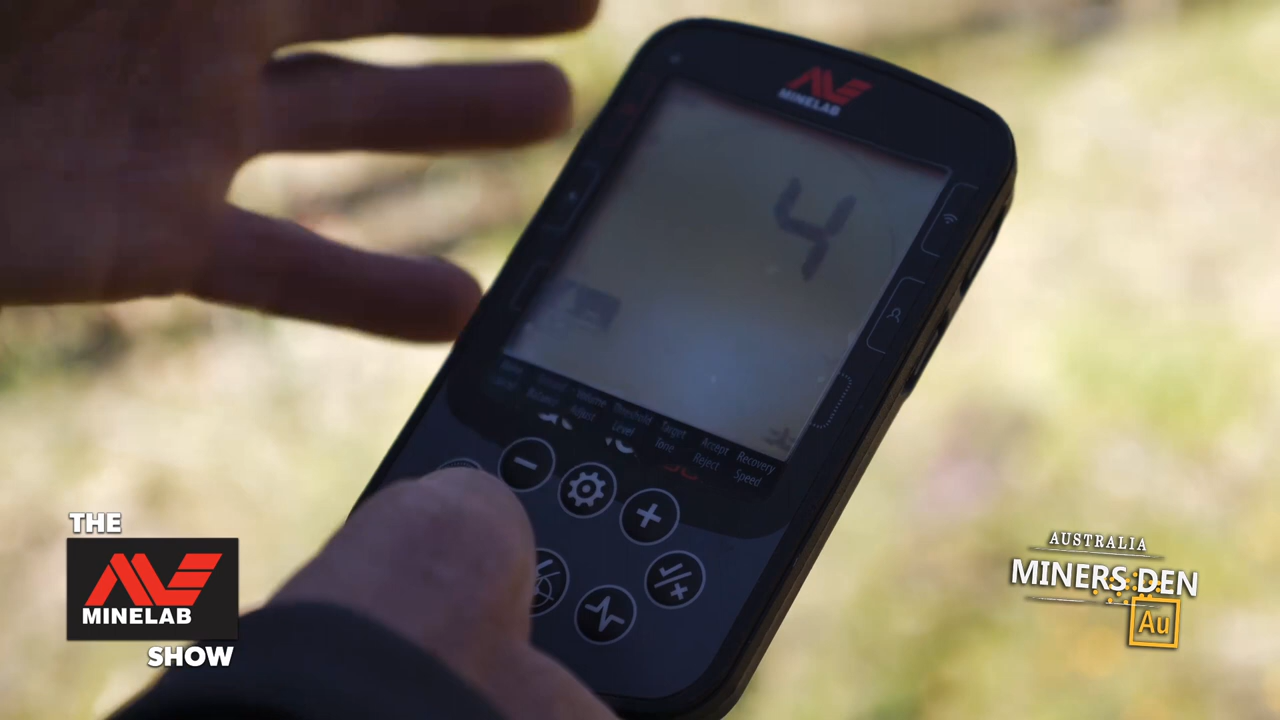 MINELAB
4
Volume
Adjust
Threshold
Level
Target
Tone
Accept
Reject
Recovery
Speed
THE
MINELAB
SHOW
AUSTRALIA
MINERS DEN
Au